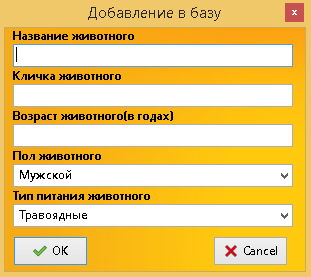 Добавление в базу
Название животного
Кличка животного
Возраст животного(в годах)
Пол животного
Мужской
Тип питания животного
Травоядные
OK
Cancel